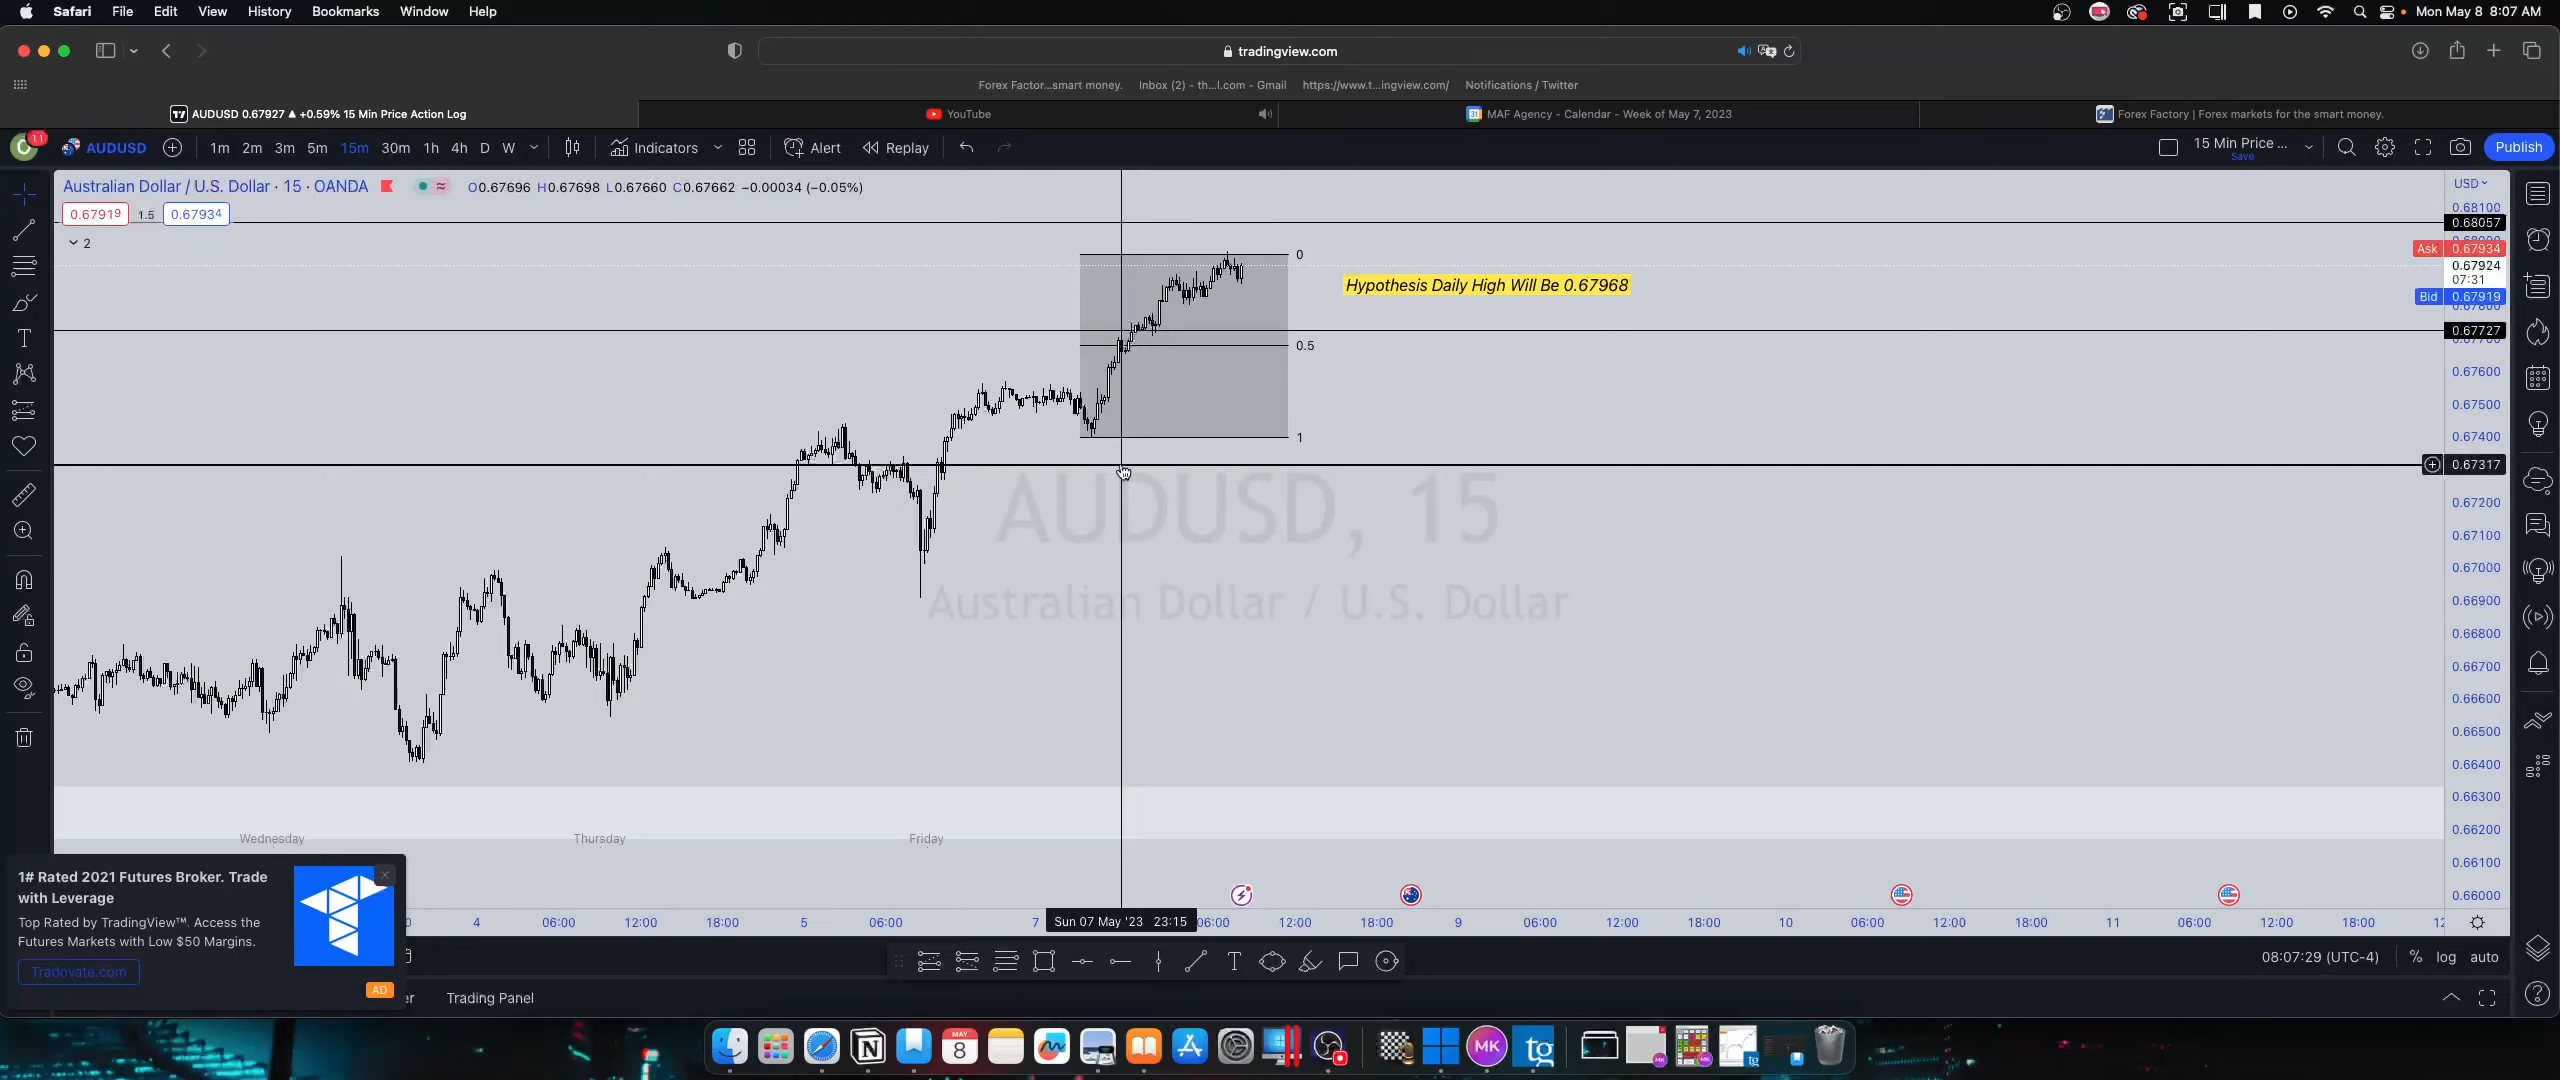 Safari File Edit View History Bookmarks Window Help Mon May 8 8:07 AM
tradingview.com
Forex Factor...smart money. Inbox (2) - th...l.com - Gmail https://www.t...ingview.com/ Notifications / Twitter
AUDUSD 0.67927 ▲ +0.59% 15 Min Price Action Log YouTube MAF Agency - Calendar - Week of May 7, 2023 Forex Factory | Forex markets for the smart money.
11 AUDUSD 1m 2m 3m 5m 15m 30m 1h 4h D W Indicators Alert Replay 15 Min Price ... Save Publish
Australian Dollar / U.S. Dollar · 15 · OANDA O0.67696 H0.67698 L0.67660 C0.67662 −0.00034 (−0.05%) USD
0.67919 1.5 0.67934
2
0.68100
0.68057
Ask 0.67934
0.67924
07:31
Bid 0.67919
0
Hypothesis Daily High Will Be 0.67968
0.67727
0.5
0.67600
0.67500
1
0.67400
0.67317
AUDUSD, 15
Australian Dollar / U.S. Dollar
0.67200
0.67100
0.67000
0.66900
0.66800
0.66700
0.66600
0.66500
0.66400
0.66300
0.66200
0.66100
0.66000
Wednesday Thursday Friday
4 06:00 12:00 18:00 5 06:00 7 Sun 07 May '23 23:15 06:00 12:00 18:00 9 06:00 12:00 18:00 10 06:00 12:00 18:00 11 06:00 12:00 18:00
1# Rated 2021 Futures Broker. Trade
with Leverage
Top Rated by TradingView™. Access the
Futures Markets with Low $50 Margins.
Tradovate.com
AD
08:07:29 (UTC-4) % log auto
er Trading Panel
MAY
8
MK
tg